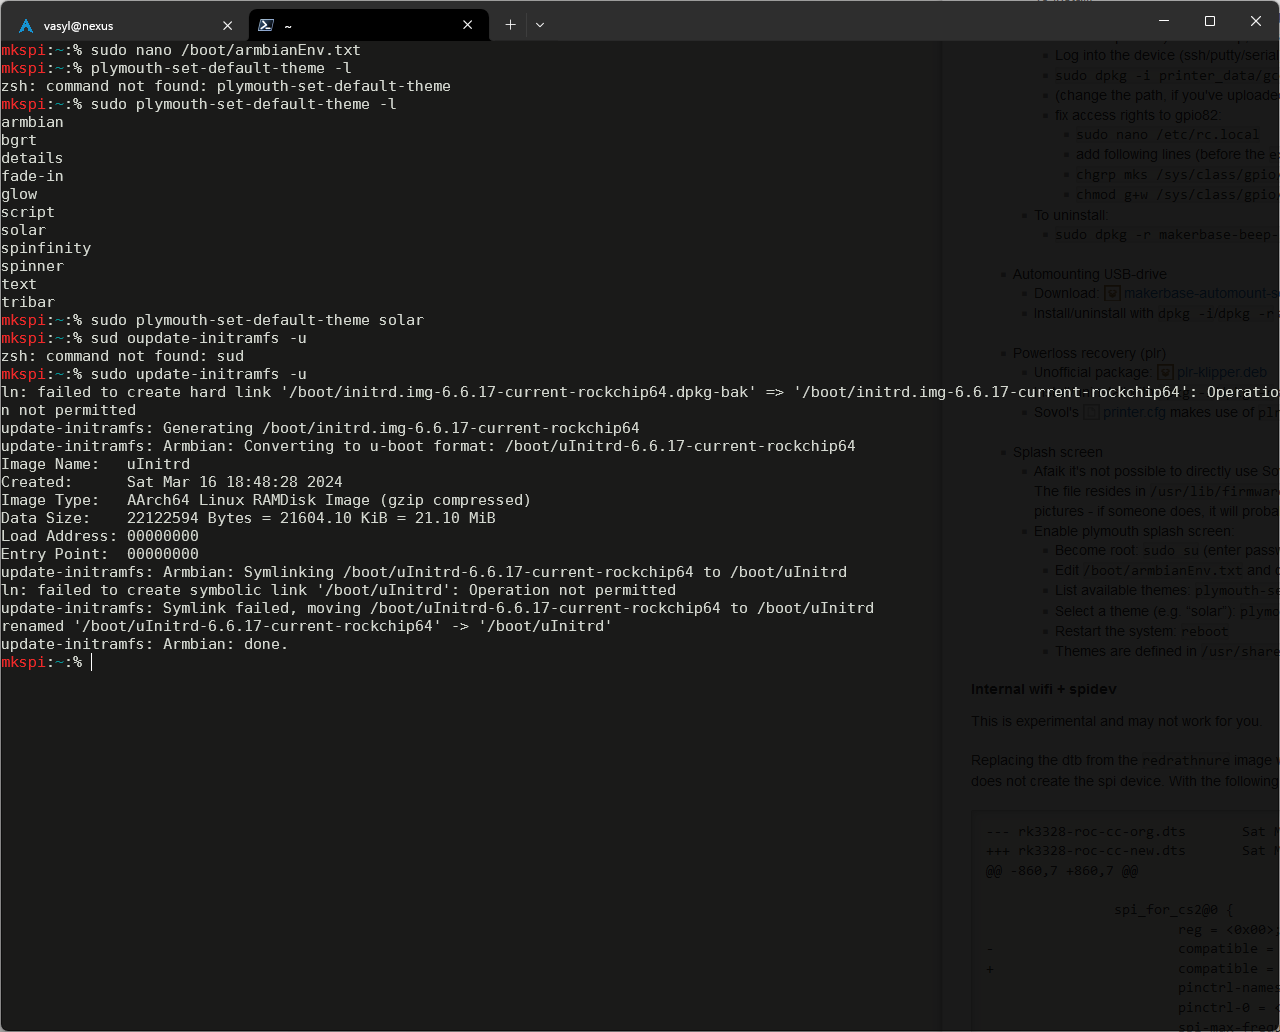 vasyl@nexus
~
mkspi:~:% sudo nano /boot/armbianEnv.txt
mkspi:~:% plymouth-set-default-theme -l
zsh: command not found: plymouth-set-default-theme
mkspi:~:% sudo plymouth-set-default-theme -l
armbian
bgrt
details
fade-in
glow
script
solar
spinfinity
spinner
text
tribar
mkspi:~:% sudo plymouth-set-default-theme solar
mkspi:~:% sud oupdate-initramfs -u
zsh: command not found: sud
mkspi:~:% sudo update-initramfs -u
ln: failed to create hard link '/boot/initrd.img-6.6.17-current-rockchip64.dpkg-bak' => '/boot/initrd.img-6.6.17-current-rockchip64': Operatio
n not permitted
update-initramfs: Generating /boot/initrd.img-6.6.17-current-rockchip64
update-initramfs: Armbian: Converting to u-boot format: /boot/uInitrd-6.6.17-current-rockchip64
Image Name:   uInitrd
Created:      Sat Mar 16 18:48:28 2024
Image Type:   AArch64 Linux RAMDisk Image (gzip compressed)
Data Size:    22122594 Bytes = 21604.10 KiB = 21.10 MiB
Load Address: 00000000
Entry Point:  00000000
update-initramfs: Armbian: Symlinking /boot/uInitrd-6.6.17-current-rockchip64 to /boot/uInitrd
ln: failed to create symbolic link '/boot/uInitrd': Operation not permitted
update-initramfs: Symlink failed, moving /boot/uInitrd-6.6.17-current-rockchip64 to /boot/uInitrd
renamed '/boot/uInitrd-6.6.17-current-rockchip64' -> '/boot/uInitrd'
update-initramfs: Armbian: done.
mkspi:~:%
Log into the device (ssh/putty/serial
sudo dpkg -i printer_data/gc
(change the path, if you've uploade
fix access rights to gpio82:
sudo nano /etc/rc.local
add following lines (before the e
chgrp mks /sys/class/gpio
chmod g+w /sys/class/gpio
To uninstall:
sudo dpkg -r makerbase-beep-
Automounting USB-drive
Download: makerbase-automount-s
Install/uninstall with dpkg -i/dpkg -r
Powerloss recovery (plr)
Unofficial package: plr-klipper.deb
Sovol's printer.cfg makes use of plr
Splash screen
Afaik it's not possible to directly use So
The file resides in /usr/lib/firmwar
pictures - if someone does, it will proba
Enable plymouth splash screen:
Become root: sudo su (enter passw
Edit /boot/armbianEnv.txt and c
List available themes: plymouth-se
Select a theme (e.g. "solar"): plymo
Restart the system: reboot
Themes are defined in /usr/share
Internal wifi + spidev
This is experimental and may not work for you
Replacing the dtb from the redrathnure image
does not create the spi device. With the following
--- rk3328-roc-cc-org.dts       Sat M
+++ rk3328-roc-cc-new.dts       Sat M
@@ -860,7 +860,7 @@
spi_for_cs2@0 {
reg = <0x00>;
-                       compatible =
+                       compatible =
pinctrl-names
pinctrl-0 = <
spi-max-freq